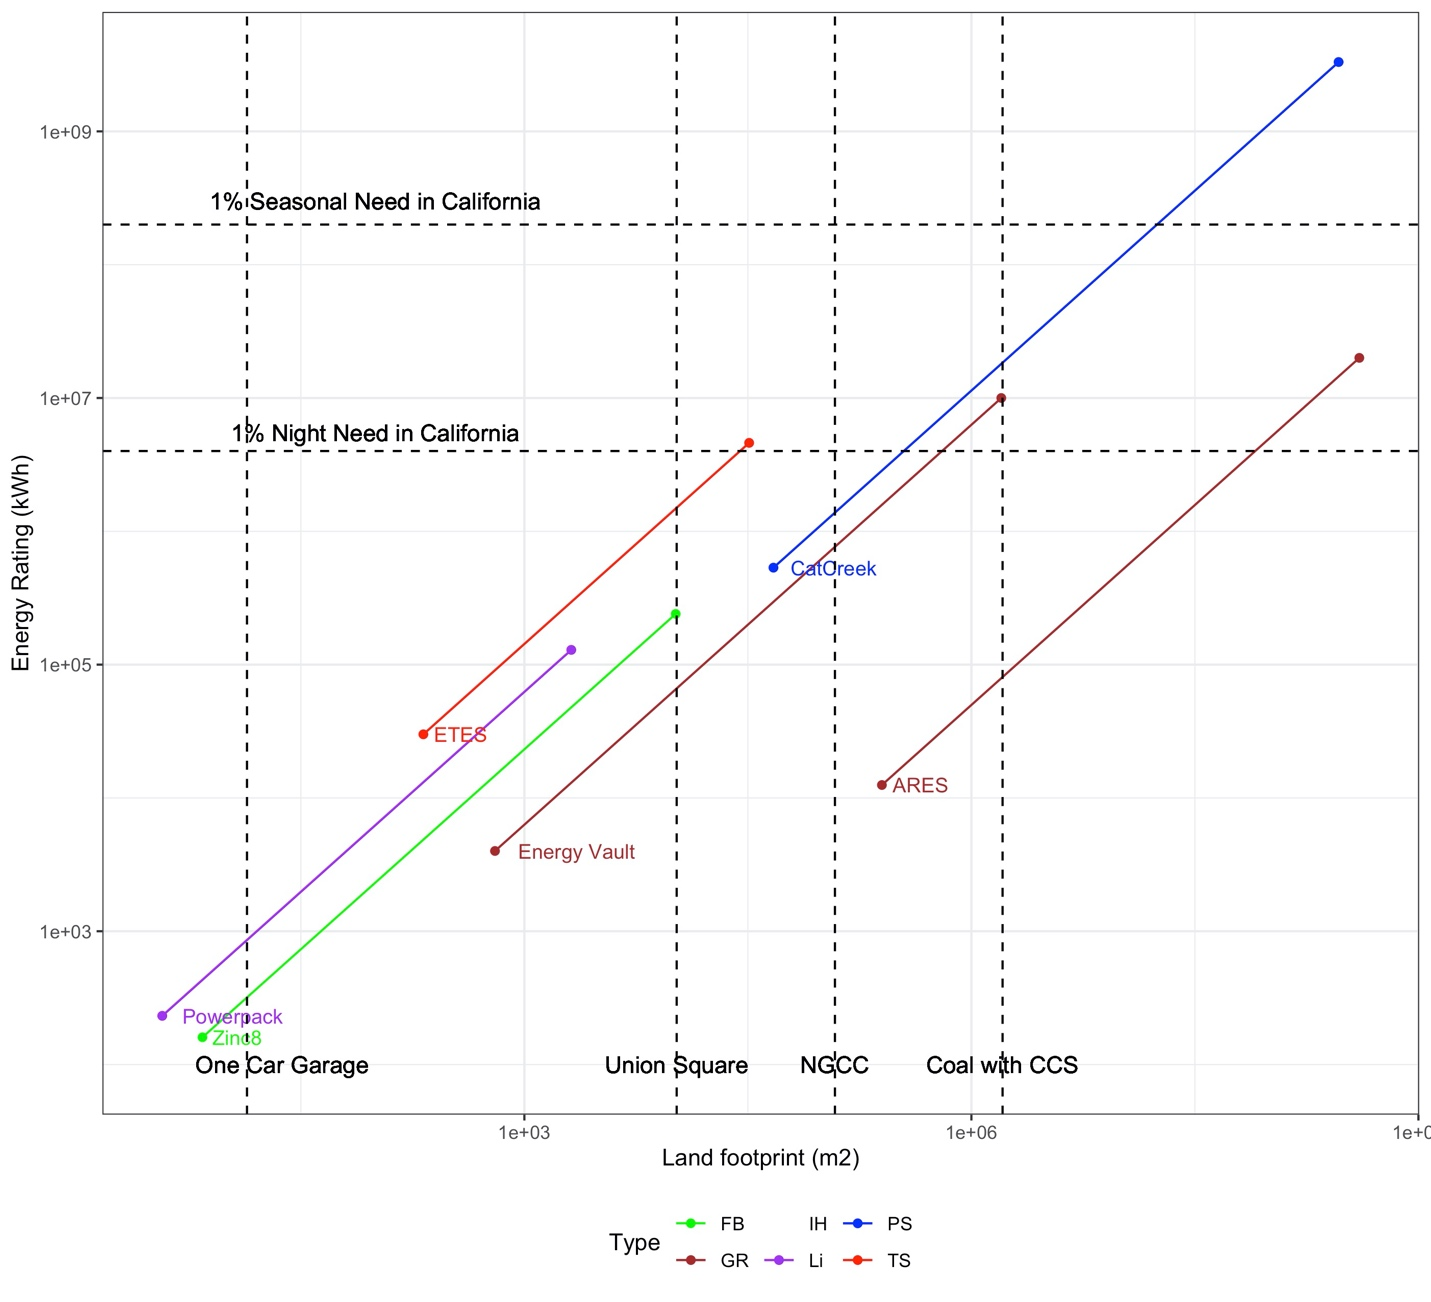 1e+09
1% Seasonal Need in California
1e+07
1% Night Need in California
Energy Rating (kWh)
CatCreek
1e+05
ETES
ARES
Energy Vault
1e+03
Powerpack
Zinc8
One Car Garage
Union Square
NGCC
Coal with CCS
1e+03
1e+06
1e+0
Land footprint (m2)
Type
FB
IH
PS
GR
Li
TS